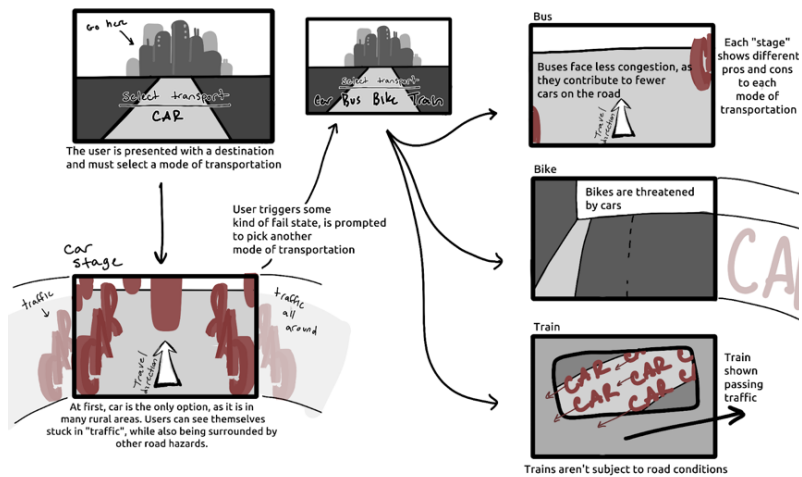 Go here
Select transport
CAR
The user is presented with a destination
and must select a mode of transportation
Select transport
Car Bus Bike Train
User triggers some
kind of fail state, is prompted
to pick another
mode of transportation
Car
Stage
traffic
traffic
all
around
Travel
direction
At first, car is the only option, as it is in
many rural areas. Users can see themselves
stuck in "traffic", while also being surrounded by
other road hazards.
Bus
Buses face less congestion, as
they contribute to fewer
cars on the road
Travel
direction
Each "stage"
shows different
pros and cons
to each
mode of
transportation
Bike
Bikes are threatened
by cars
CA
Train
CAR CAR C
CAR CAR CAR
Train
shown
passing
traffic
Trains aren't subject to road conditions